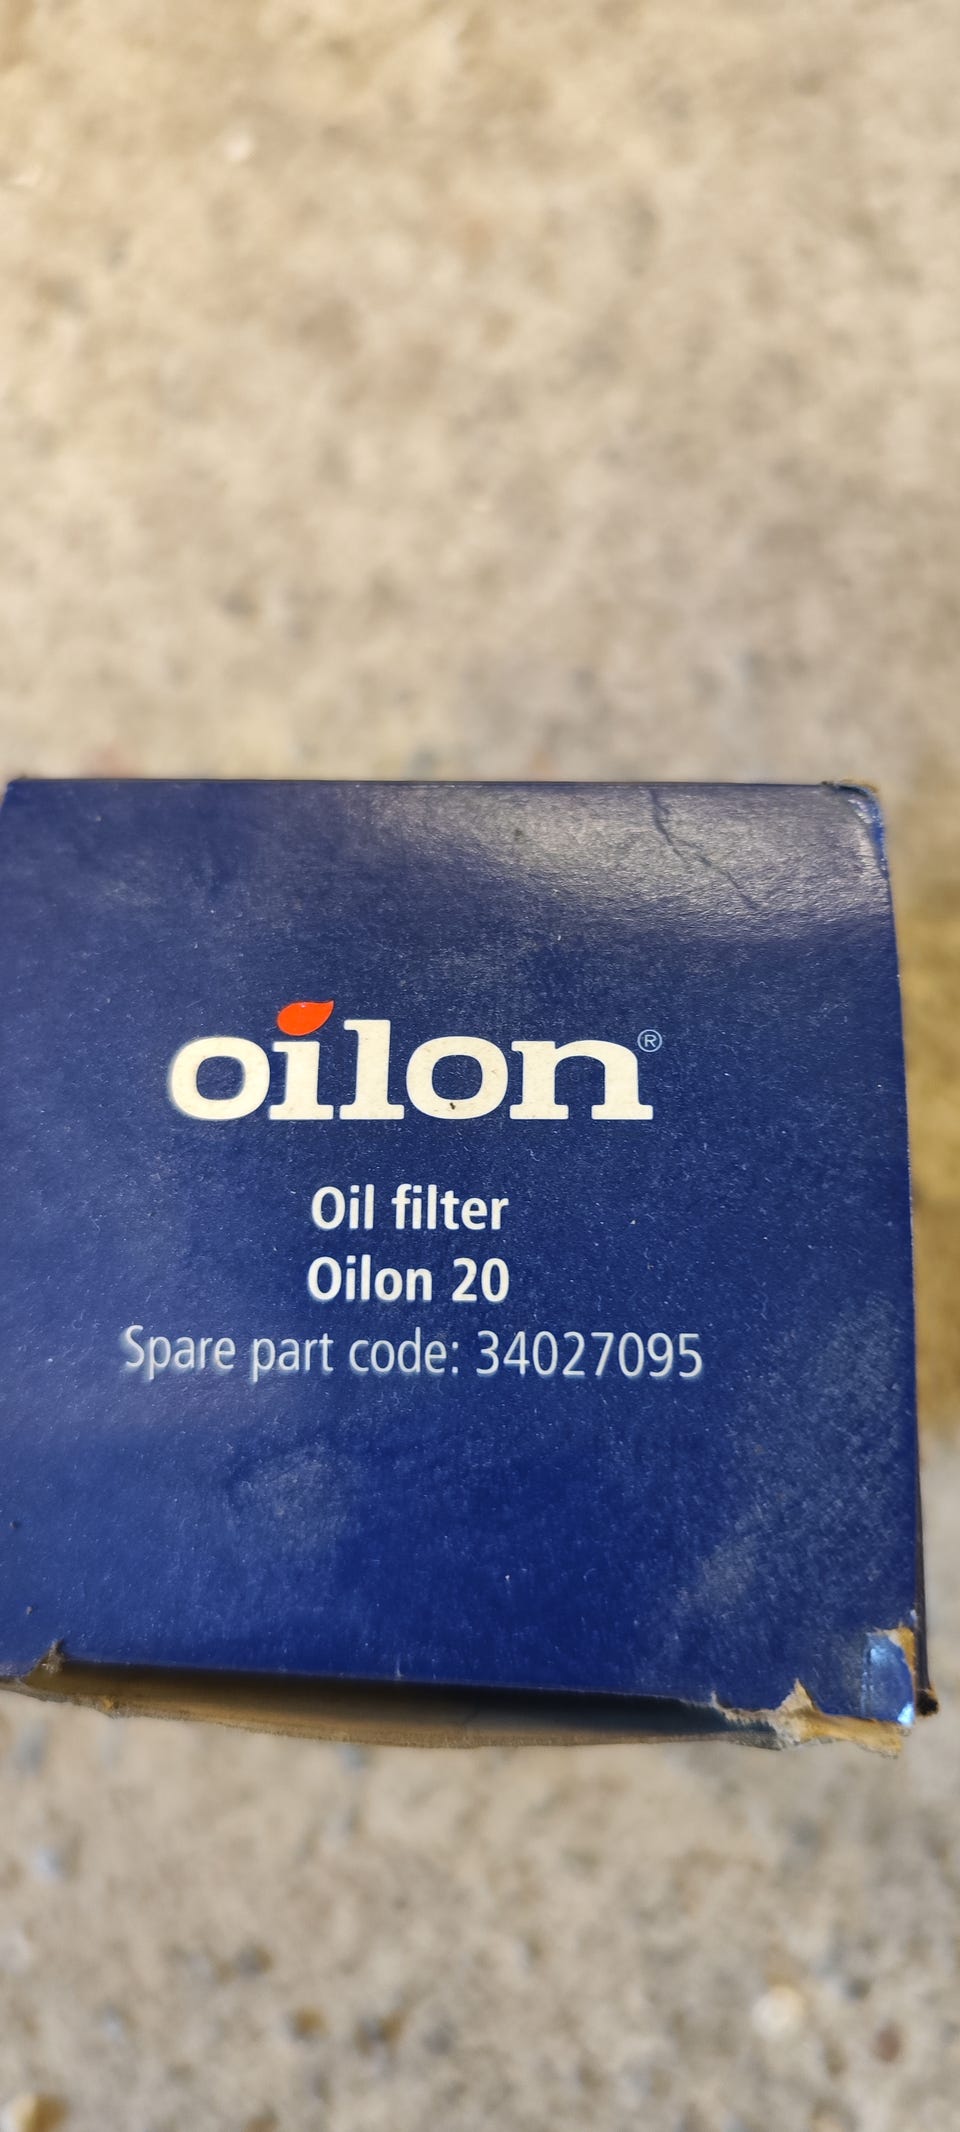 oilon®
Oil filter
Oilon 20
Spare part code: 34027095